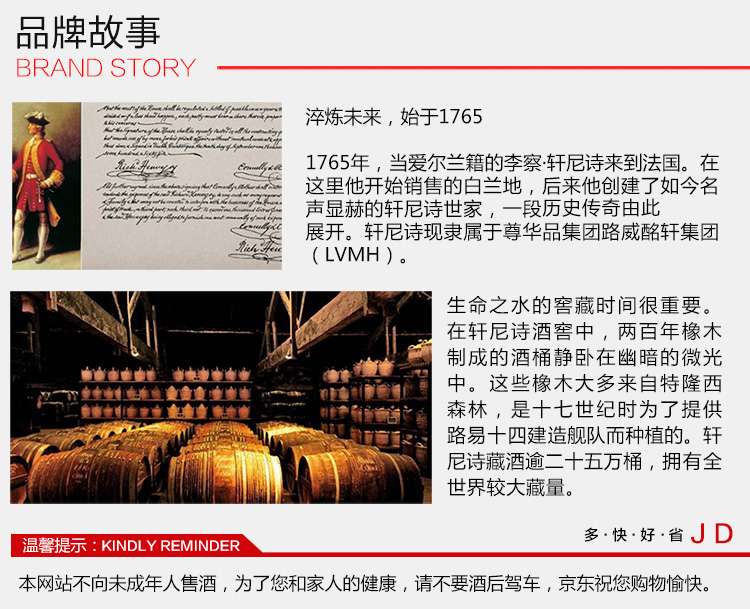 品牌故事
BRAND STORY
淬炼未来，始于1765
1765年，当爱尔兰籍的李察·轩尼诗来到法国。在
这里他开始销售的白兰地，后来他创建了如今名
声显赫的轩尼诗世家，一段历史传奇由此
展开。轩尼诗现隶属于尊华品集团路威酩轩集团
（LVMH）。
Rich Hennessy
生命之水的窖藏时间很重要。
在轩尼诗酒窖中，两百年橡木
制成的酒桶静卧在幽暗的微光
中。这些橡木大多来自特隆西
森林，是十七世纪时为了提供
路易十四建造舰队而种植的。轩
尼诗藏酒逾二十五万桶，拥有全
世界较大藏量。
多·快·好·省 JD
温馨提示：KINDLY REMINDER
本网站不向未成年人售酒，为了您和家人的健康，请不要酒后驾车，京东祝您购物愉快。